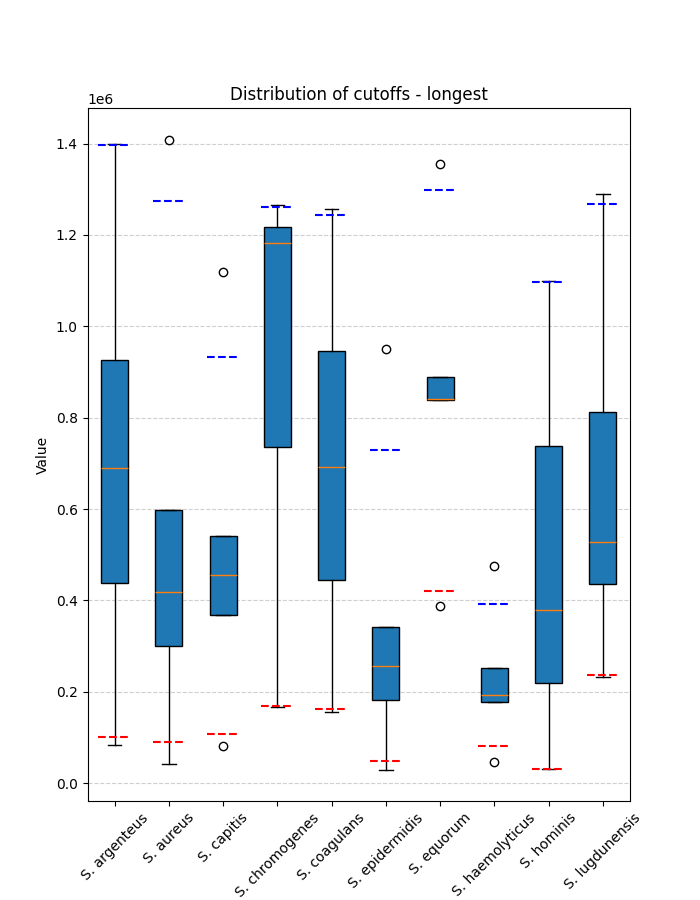 Distribution of cutoffs - longest
1e6
1.4
1.2
1.0
0.8
0.6
0.4
0.2
0.0
Value
S. argenteus
S. aureus
S. capitis
S. chromogenes
S. coagulans
S. epidermidis
S. equorum
S. haemolyticus
S. hominis
S. lugdunensis